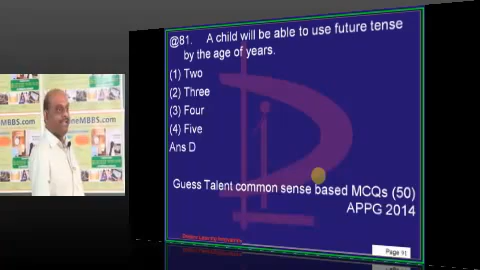 @81. A child will be able to use future tense
by the age of years.
(1) Two
(2) Three
(3) Four
(4) Five
Ans D
Guess Talent common sense based MCQs (50)
APPG 2014
Page 91